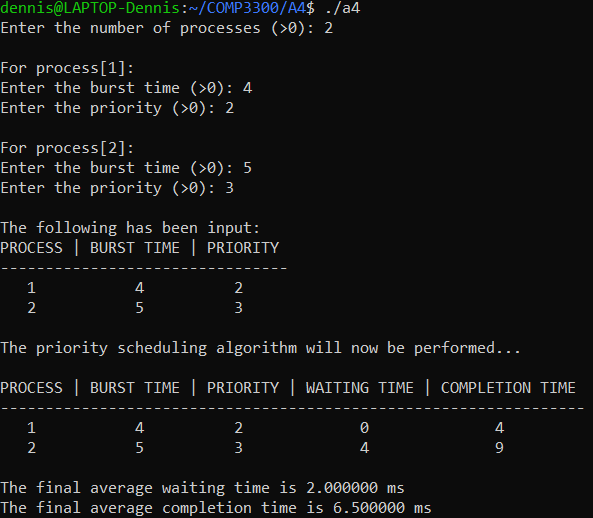 dennis@LAPTOP-Dennis:~/COMP3300/A4$ ./a4
Enter the number of processes (>0): 2
For process[1]:
Enter the burst time (>0): 4
Enter the priority (>0): 2
For process[2]:
Enter the burst time (>0): 5
Enter the priority (>0): 3
The following has been input:
PROCESS | BURST TIME | PRIORITY
--------------------------------
1 4 2
2 5 3
The priority scheduling algorithm will now be performed...
PROCESS | BURST TIME | PRIORITY | WAITING TIME | COMPLETION TIME
-----------------------------------------------------------------
1 4 2 0 4
2 5 3 4 9
The final average waiting time is 2.000000 ms
The final average completion time is 6.500000 ms